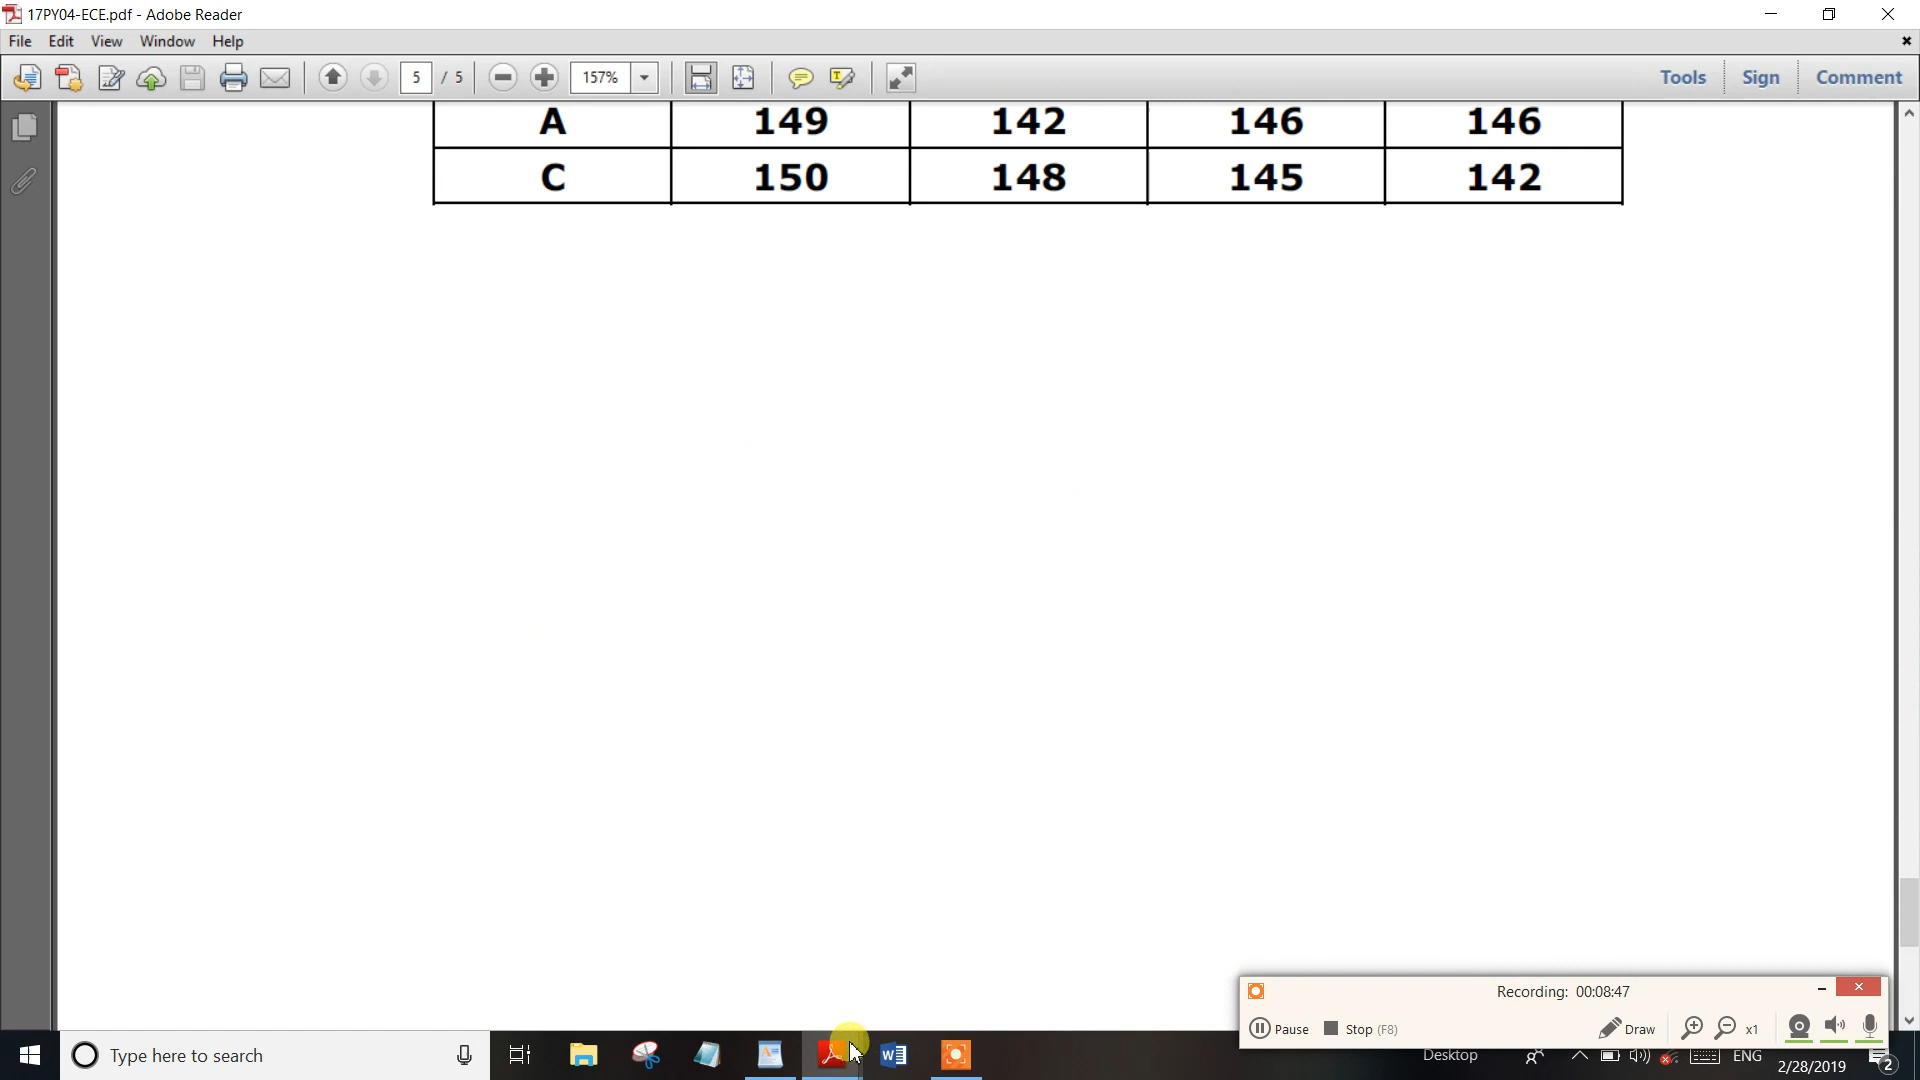 17PY04-ECE.pdf - Adobe Reader
File Edit View Window Help
5 / 5 157% Tools Sign Comment
A 149 142 146 146
C 150 148 145 142
Recording: 00:08:47
Pause Stop (F8) Draw x1
Type here to search
Desktop ENG
2/28/2019 2